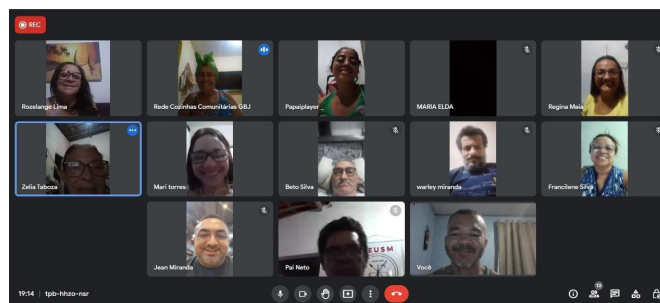 REC
Rozelange Lima
Rede Cozinhas Comunitárias GBJ
Papaiplayer
MARIA ELDA
Regina Maia
Zelia Taboza
Mari torres
Beto Silva
warley miranda
Francilene Silva
Jean Miranda
Pai Neto
EUSM
Você
19:14 | tpb-hhzo-nsr
13